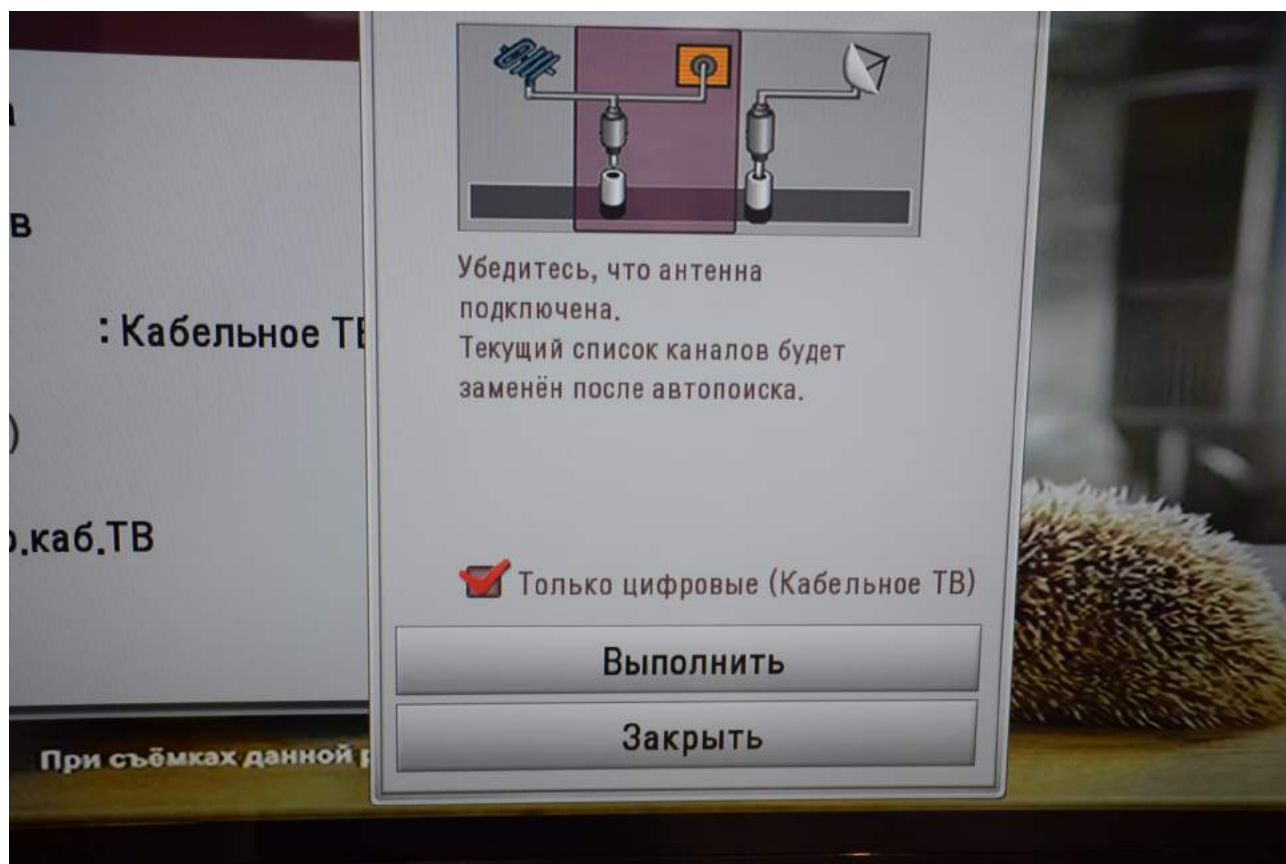 в
: Кабельное
.каб.ТВ
Убедитесь, что антенна
подключена.
Текущий список каналов будет
заменён после автопоиска.
Только цифровые (Кабельное ТВ)
Выполнить
Закрыть
При съёмках данной